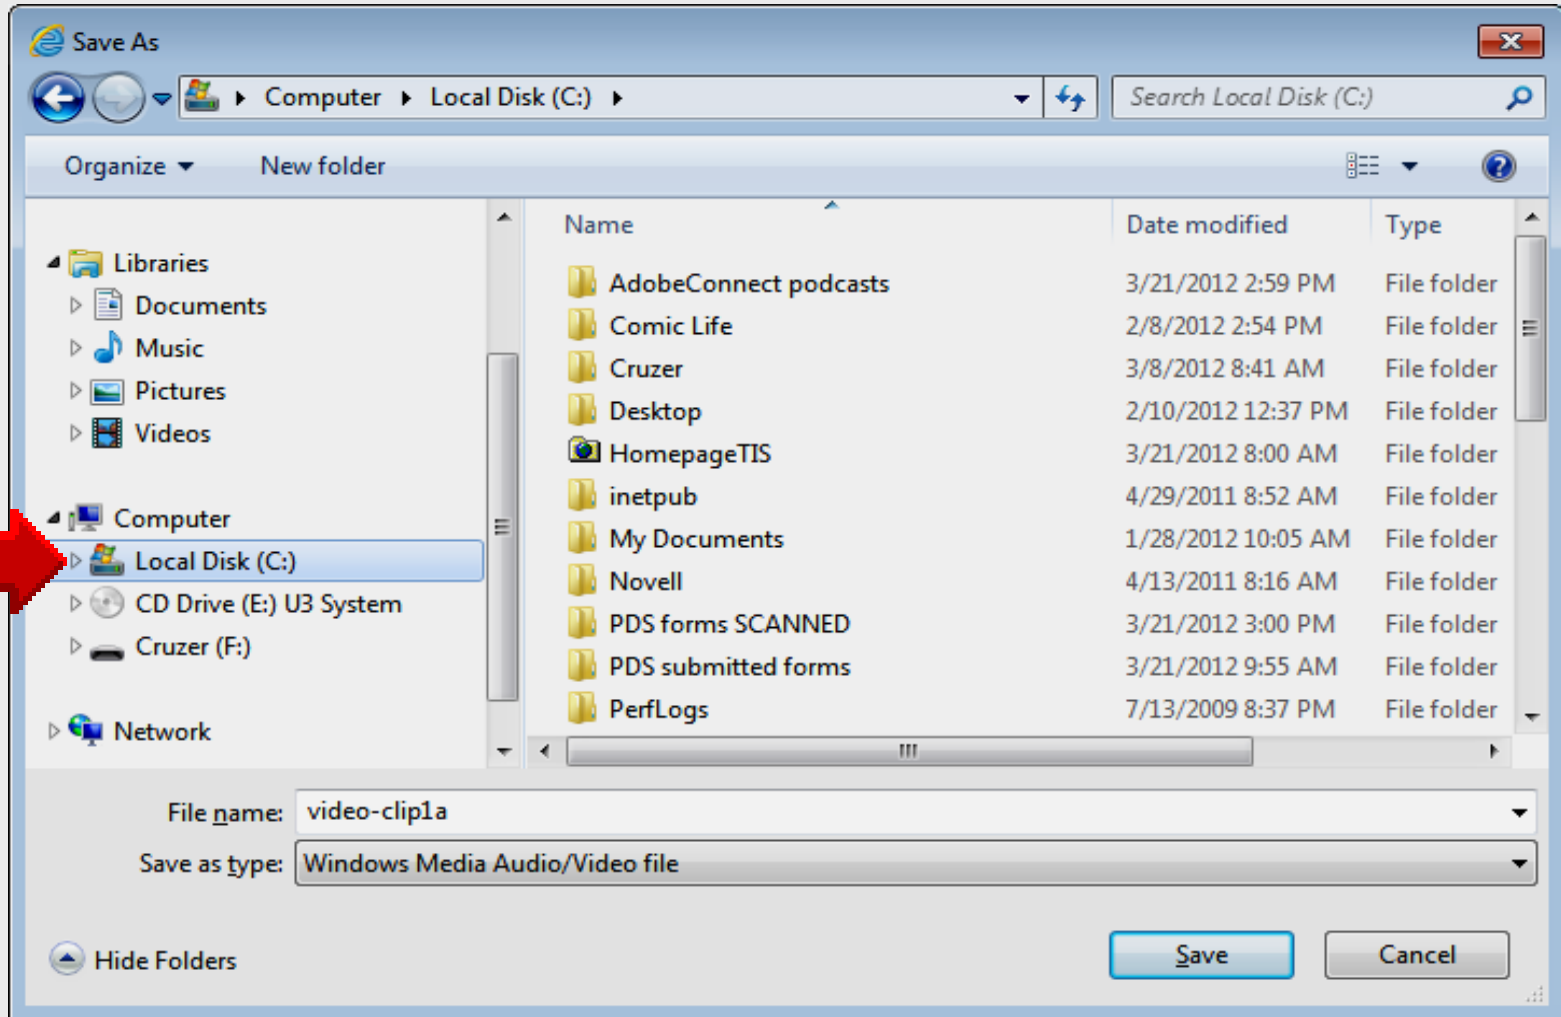 Save As
Computer Local Disk (C:) Search Local Disk (C:)
Organize New folder
Name Date modified Type
Libraries
Documents
Music
Pictures
Videos
Computer
Local Disk (C:)
CD Drive (E:) U3 System
Cruzer (F:)
Network
AdobeConnect podcasts 3/21/2012 2:59 PM File folder
Comic Life 2/8/2012 2:54 PM File folder
Cruzer 3/8/2012 8:41 AM File folder
Desktop 2/10/2012 12:37 PM File folder
HomepageTIS 3/21/2012 8:00 AM File folder
inetpub 4/29/2011 8:52 AM File folder
My Documents 1/28/2012 10:05 AM File folder
Novell 4/13/2011 8:16 AM File folder
PDS forms SCANNED 3/21/2012 3:00 PM File folder
PDS submitted forms 3/21/2012 9:55 AM File folder
PerfLogs 7/13/2009 8:37 PM File folder
File name: video-clip1a
Save as type: Windows Media Audio/Video file
Hide Folders Save Cancel